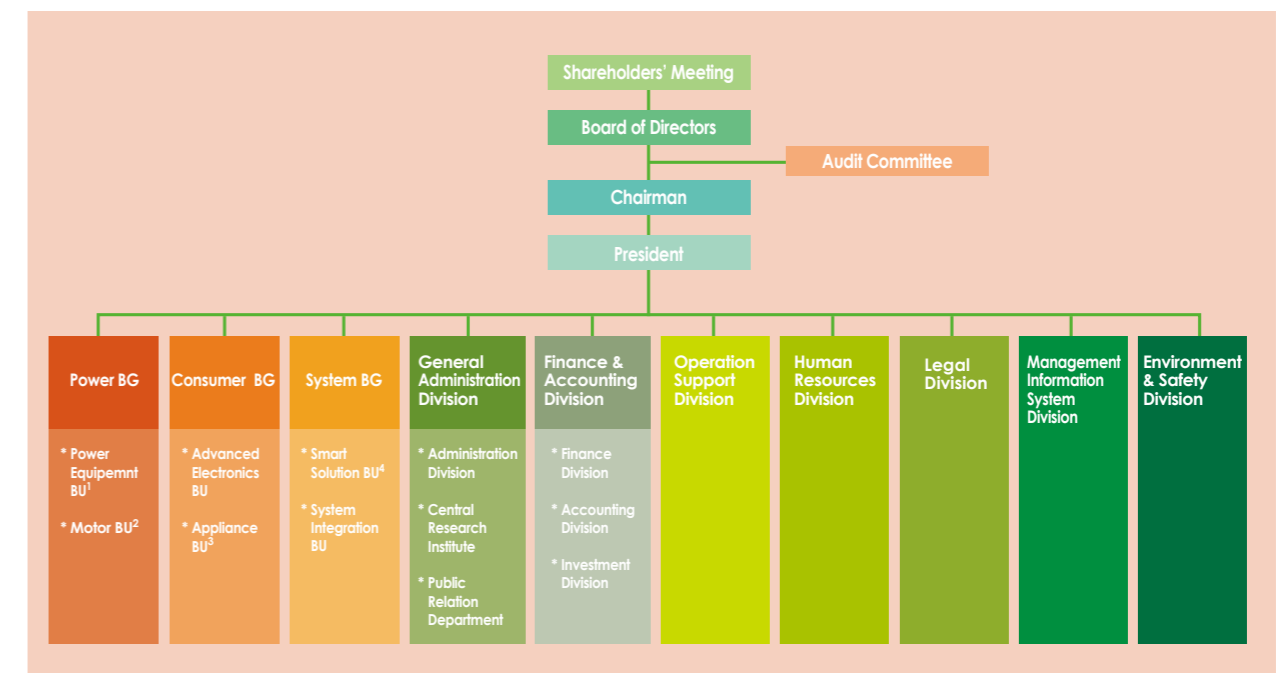 Shareholders' Meeting
Board of Directors
Audit Committee
Chairman
President
Power BG
* Power
Equipemnt
BU1
* Motor BU2
Consumer BG
* Advanced
Electronics
BU
* Appliance
BU3
System BG
* Smart
Solution BU4
* System
Integration
BU
General
Administration
Division
* Administration
Division
* Central
Research
Institute
* Public
Relation
Department
Finance &
Accounting
Division
* Finance
Division
* Accounting
Division
* Investment
Division
Operation
Support
Division
Human
Resources
Division
Legal
Division
Management
Information
System
Division
Environment
& Safety
Division